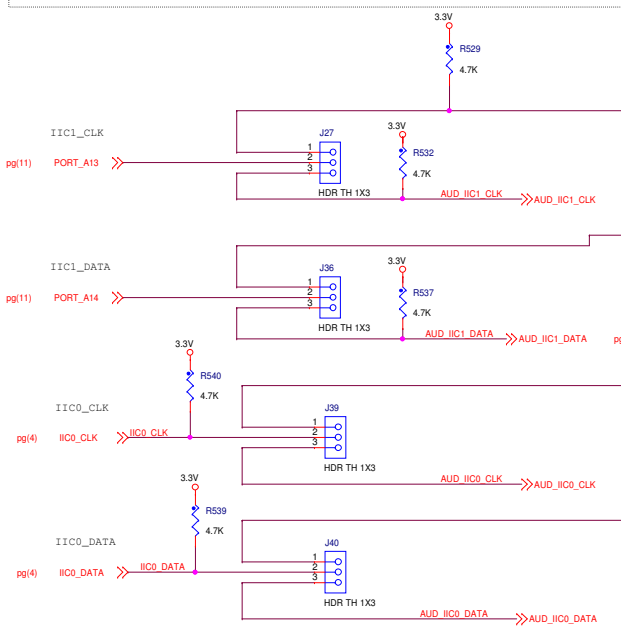 3.3V
R529
4.7K
IIC1_CLK
pg(11) PORT_A13
J27
1
2
3
HDR TH 1X3
3.3V
R532
4.7K
AUD_IIC1_CLK
AUD_IIC1_CLK
IIC1_DATA
pg(11) PORT_A14
J36
1
2
3
HDR TH 1X3
3.3V
R537
4.7K
AUD_IIC1_DATA
AUD_IIC1_DATA
3.3V
R540
4.7K
IIC0_CLK
pg(4) IIC0_CLK
IIC0_CLK
J39
1
2
3
HDR TH 1X3
AUD_IIC0_CLK
AUD_IIC0_CLK
3.3V
R539
4.7K
IIC0_DATA
pg(4) IIC0_DATA
IIC0_DATA
J40
1
2
3
HDR TH 1X3
AUD_IIC0_DATA
AUD_IIC0_DATA